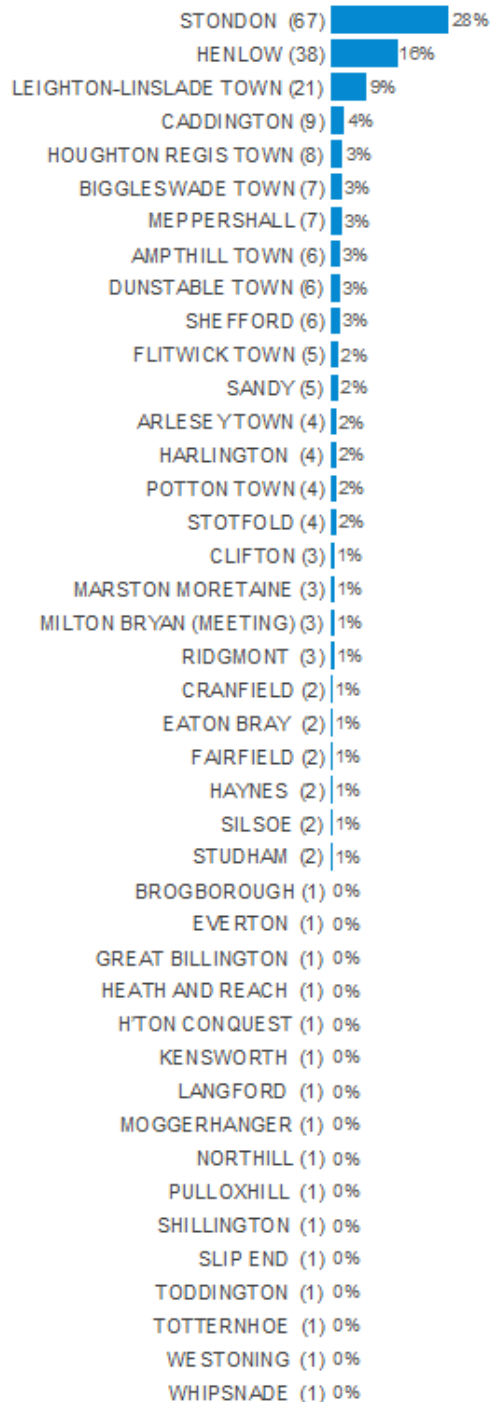 STONDON (67) 28%
HENLOW (38) 16%
LEIGHTON-LINSLADE TOWN (21) 9%
CADDINGTON (9) 4%
HOUGHTON REGIS TOWN (8) 3%
BIGGLESWADE TOWN (7) 3%
MEPPERSHALL (7) 3%
AMPTHILL TOWN (6) 3%
DUNSTABLE TOWN (6) 3%
SHEFFORD (6) 3%
FLITWICK TOWN (5) 2%
SANDY (5) 2%
ARLESEY TOWN (4) 2%
HARLINGTON (4) 2%
POTTON TOWN (4) 2%
STOTFOLD (4) 2%
CLIFTON (3) 1%
MARSTON MORETAINE (3) 1%
MILTON BRYAN (MEETING) (3) 1%
RIDGMONT (3) 1%
CRANFIELD (2) 1%
EATON BRAY (2) 1%
FAIRFIELD (2) 1%
HAYNES (2) 1%
SILSOE (2) 1%
STUDHAM (2) 1%
BROGBOROUGH (1) 0%
EVERTON (1) 0%
GREAT BILLINGTON (1) 0%
HEATH AND REACH (1) 0%
H'TON CONQUEST (1) 0%
KENSWORTH (1) 0%
LANGFORD (1) 0%
MOGGERHANGER (1) 0%
NORTHILL (1) 0%
PULLOXHILL (1) 0%
SHILLINGTON (1) 0%
SLIP END (1) 0%
TODDINGTON (1) 0%
TOTTERNHOE (1) 0%
WESTONING (1) 0%
WHIPSNADE (1) 0%